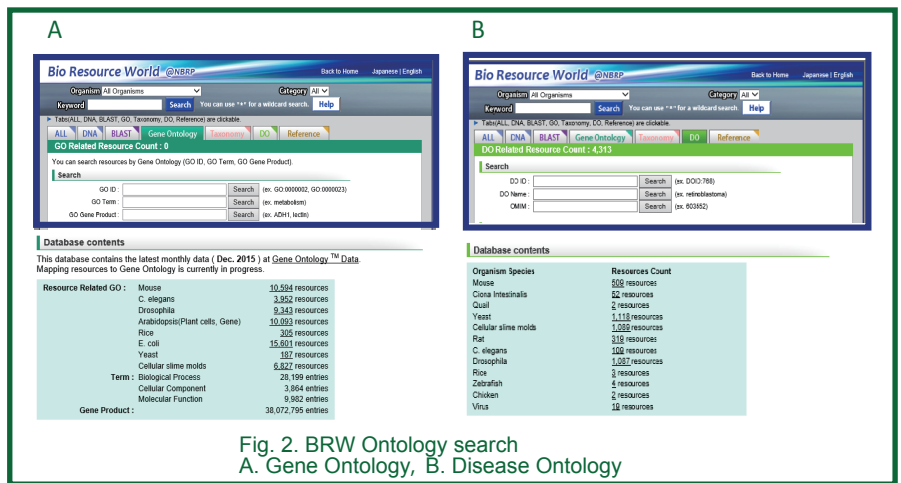 A
Bio Resource World @NBRP
Back to Home Japanese | English
Organism All Organisms Category All
Keyword Search You can use "*" for a wildcard search. Help
Tabs(ALL, DNA, BLAST, GO, Taxonomy, DO, Reference) are clickable.
ALL DNA BLAST Gene Ontology Taxonomy DO Reference
GO Related Resource Count : 0
You can search resources by Gene Ontology (GO ID, GO Term, GO Gene Product).
Search
GO ID : Search (ex. GO:0000002, GO:0000023)
GO Term : Search (ex. metabolism)
GO Gene Product : Search (ex. ADH1, lectin)
Database contents
This database contains the latest monthly data ( Dec. 2015 ) at Gene Ontology TM Data.
Mapping resources to Gene Ontology is currently in progress.
Resource Related GO : Mouse 10,594 resources
C. elegans 3,952 resources
Drosophila 9,343 resources
Arabidopsis(Plant cells, Gene) 10,093 resources
Rice 305 resources
E. coli 15,601 resources
Yeast 187 resources
Cellular slime molds 6,827 resources
Term : Biological Process 28,199 entries
Cellular Component 3,864 entries
Molecular Function 9,982 entries
Gene Product : 38,072,795 entries
B
Bio Resource World @NBRP
Back to Home Japanese | English
Organism All Organisms Category All
Keyword Search You can use "*" for a wildcard search. Help
Tabs(ALL, DNA, BLAST, GO, Taxonomy, DO, Reference) are clickable.
ALL DNA BLAST Gene Ontology Taxonomy DO Reference
DO Related Resource Count : 4,313
Search
DO ID : Search (ex. DOID:768)
DO Name : Search (ex. retinoblastoma)
OMIM : Search (ex. 603852)
Database contents
Organism Species Resources Count
Mouse 509 resources
Ciona Intestinalis 52 resources
Quail 2 resources
Yeast 1,118 resources
Cellular slime molds 1,089 resources
Rat 319 resources
C. elegans 109 resources
Drosophila 1,087 resources
Rice 3 resources
Zebrafish 4 resources
Chicken 2 resources
Virus 19 resources
Fig. 2. BRW Ontology search
A. Gene Ontology, B. Disease Ontology